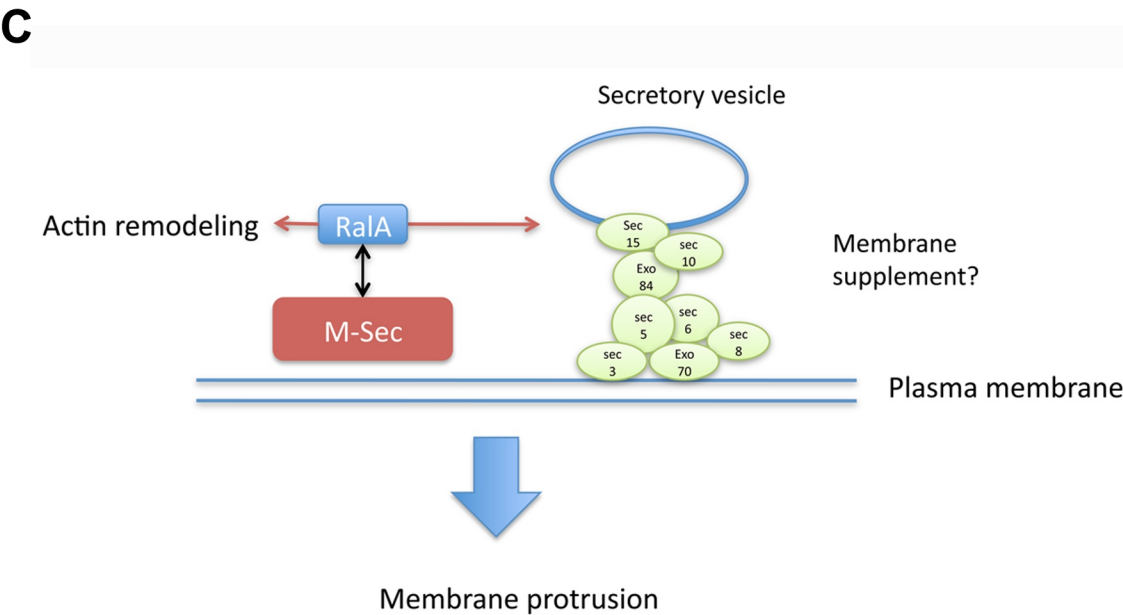 C
Secretory vesicle
Actin remodeling
RalA
Sec
15
sec
10
Membrane
supplement?
Exo
84
M-Sec
sec
5
sec
6
sec
8
sec
3
Exo
70
Plasma membrane
Membrane protrusion